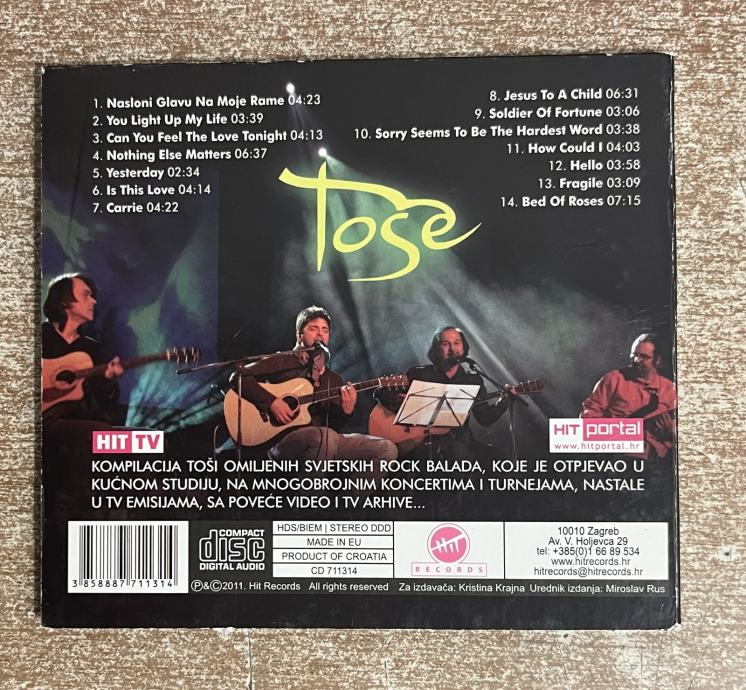 1. Nasloni Glavu Na Moje Rame 04:23
2. You Light Up My Life 03:39
3. Can You Feel The Love Tonight 04:13
4. Nothing Else Matters 06:37
5. Yesterday 02:34
6. Is This Love 04:14
7. Carrie 04:22
8. Jesus To A Child 06:31
9. Soldier Of Fortune 03:06
10. Sorry Seems To Be The Hardest Word 03:38
11. How Could I 04:03
12. Hello 03:58
13. Fragile 03:09
14. Bed Of Roses 07:15
Toše
HIT TV
HIT portal
www.hitportal.hr
KOMPILACIJA TOŠI OMILJENIH SVJETSKIH ROCK BALADA, KOJE JE OTPJEVAO U
KUĆNOM STUDIJU, NA MNOGOBROJNIM KONCERTIMA I TURNEJAMA, NASTALE
U TV EMISIJAMA, SA POVEĆE VIDEO I TV ARHIVE...
3 858887 711314
COMPACT
disc
DIGITAL AUDIO
HDS/BIEM | STEREO DDD
MADE IN EU
PRODUCT OF CROATIA
CD 711314
HIT
RECORDS
10010 Zagreb
Av. V. Holjevca 29
tel: +385(0)1 66 89 534
www.hitrecords.hr
hitrecords@hitrecords.hr
Ⓟ&Ⓒ2011. Hit Records All rights reserved Za izdavača: Kristina Krajna Urednik izdanja: Miroslav Rus